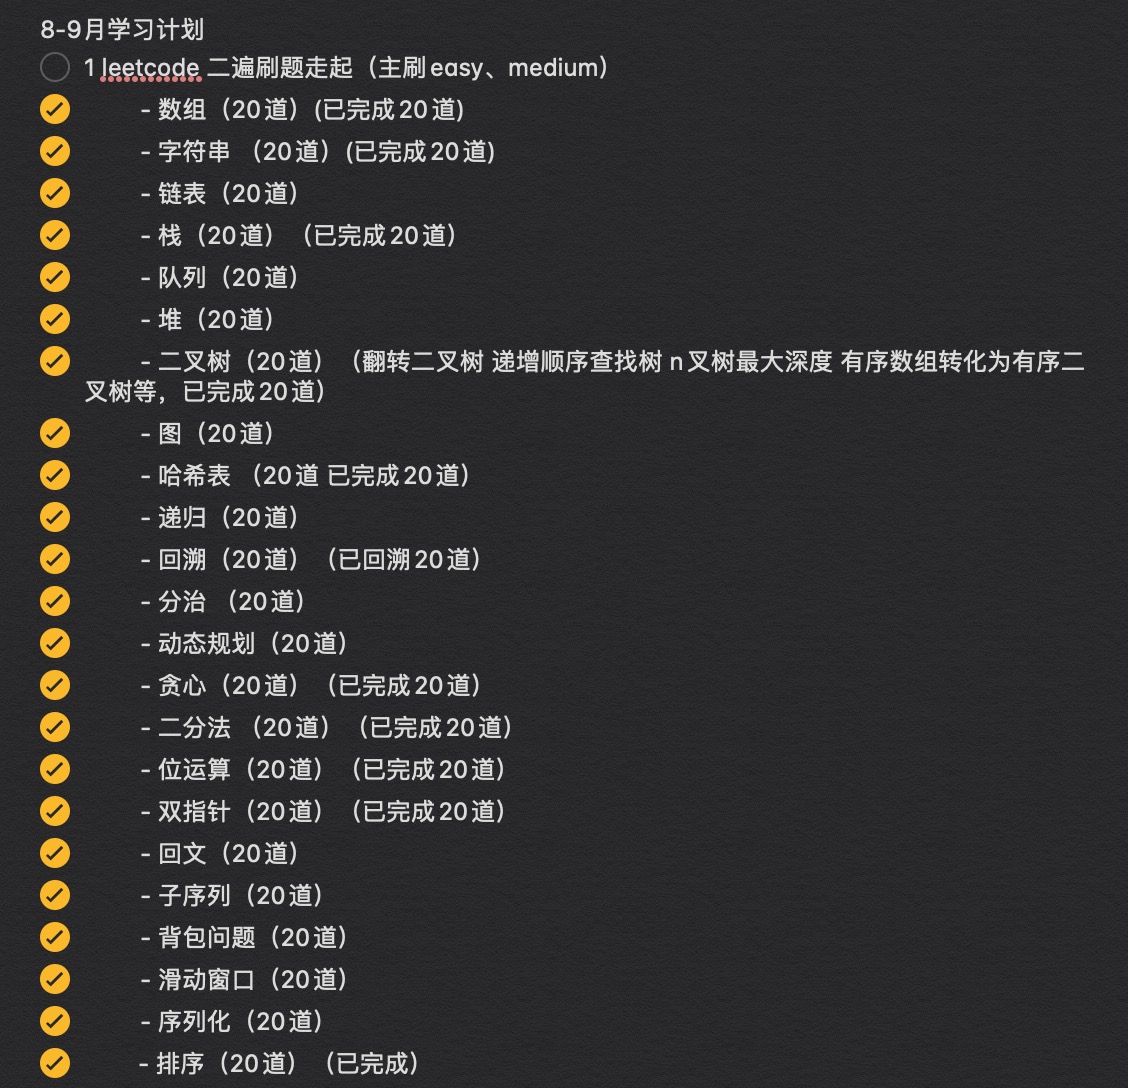 8-9月学习计划
1 leetcode 二遍刷题走起（主刷easy、medium）
- 数组（20道）(已完成20道)
- 字符串 （20道）(已完成20道)
- 链表（20道）
- 栈（20道）（已完成20道）
- 队列（20道）
- 堆（20道）
- 二叉树（20道）（翻转二叉树 递增顺序查找树 n叉树最大深度 有序数组转化为有序二
叉树等，已完成20道）
- 图（20道）
- 哈希表 （20道 已完成20道）
- 递归（20道）
- 回溯（20道）（已回溯20道）
- 分治 （20道）
- 动态规划（20道）
- 贪心（20道）（已完成20道）
- 二分法 （20道）（已完成20道）
- 位运算（20道）（已完成20道）
- 双指针（20道）（已完成20道）
- 回文（20道）
- 子序列（20道）
- 背包问题（20道）
- 滑动窗口（20道）
- 序列化（20道）
- 排序（20道）（已完成）